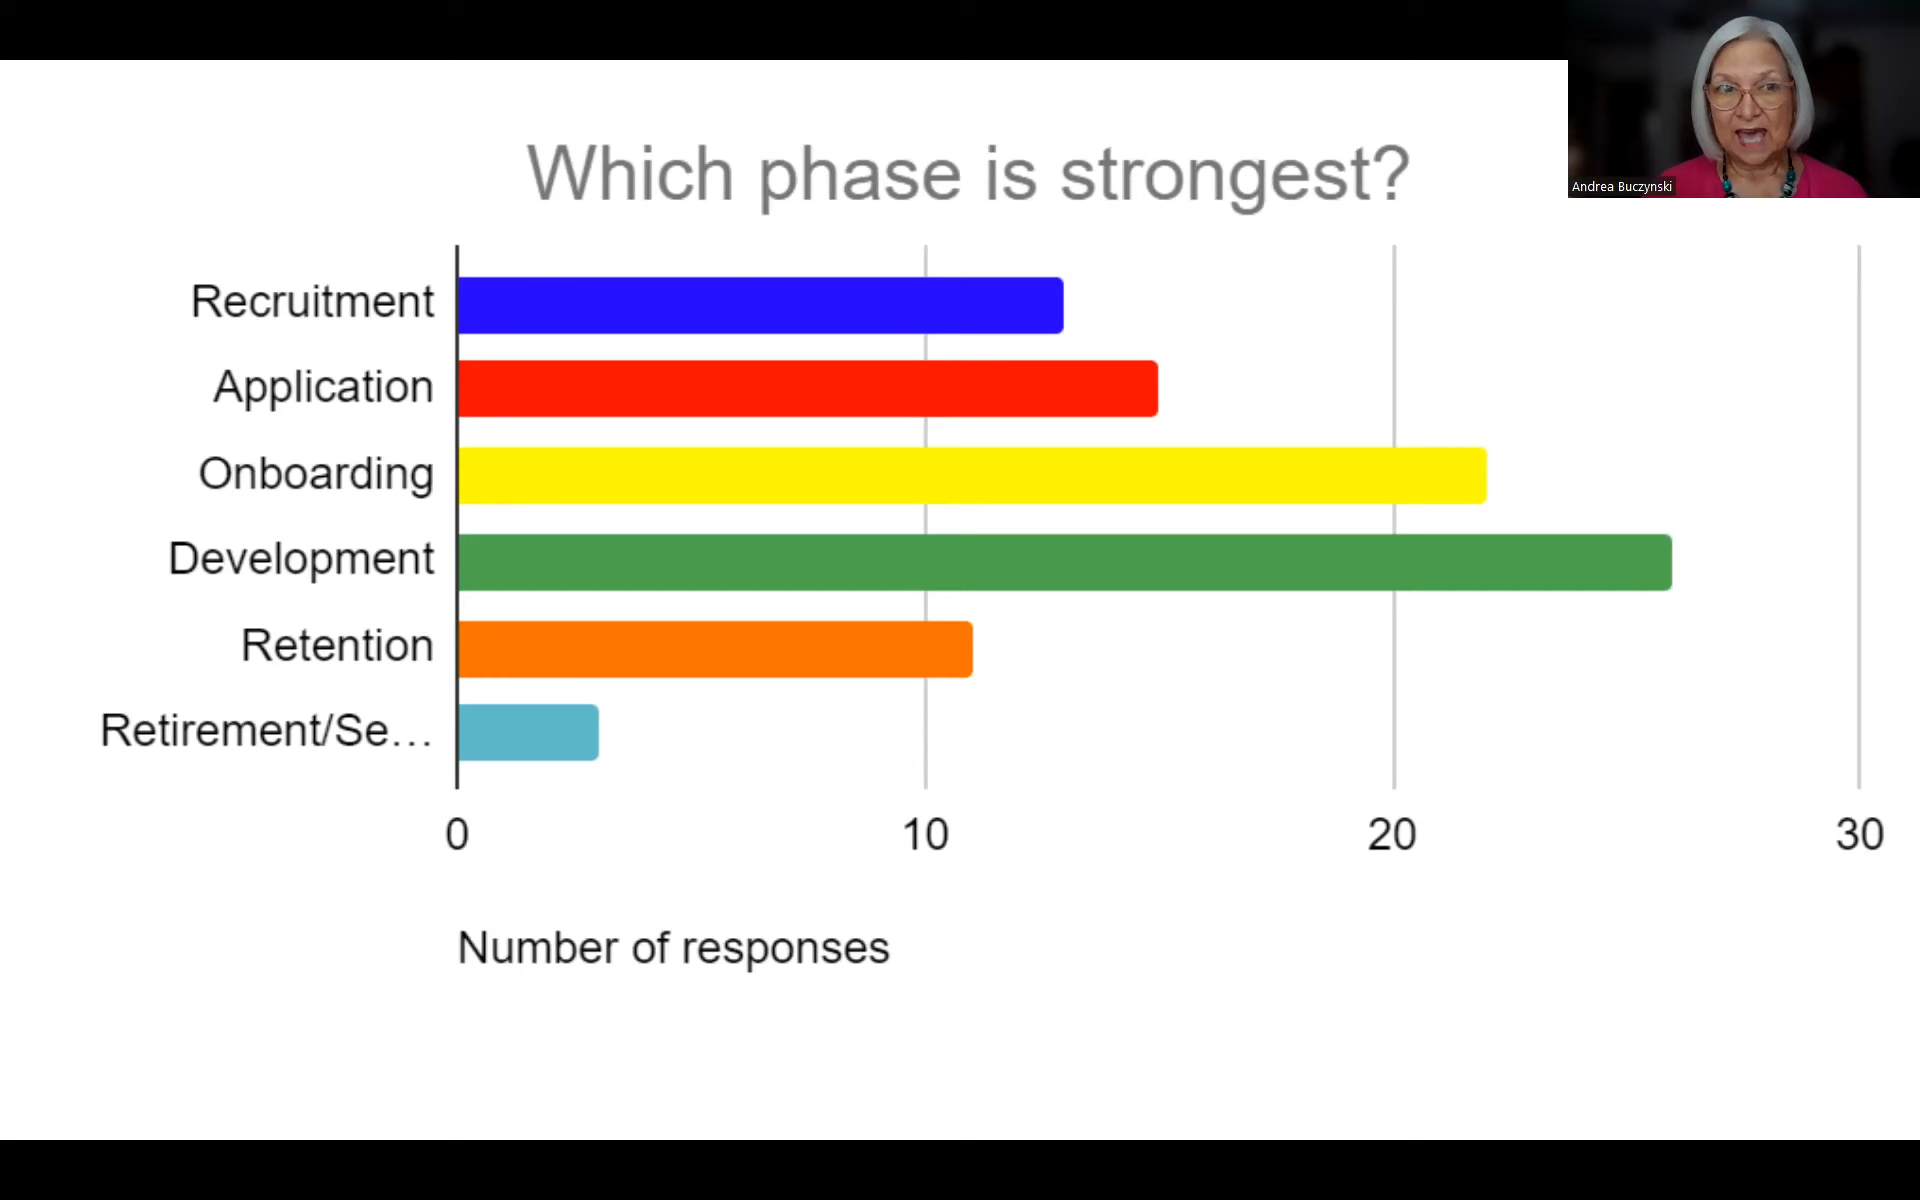 Which phase is strongest?
Andrea Buczynski
Recruitment
Application
Onboarding
Development
Retention
Retirement/Se...
0 10 20 30
Number of responses